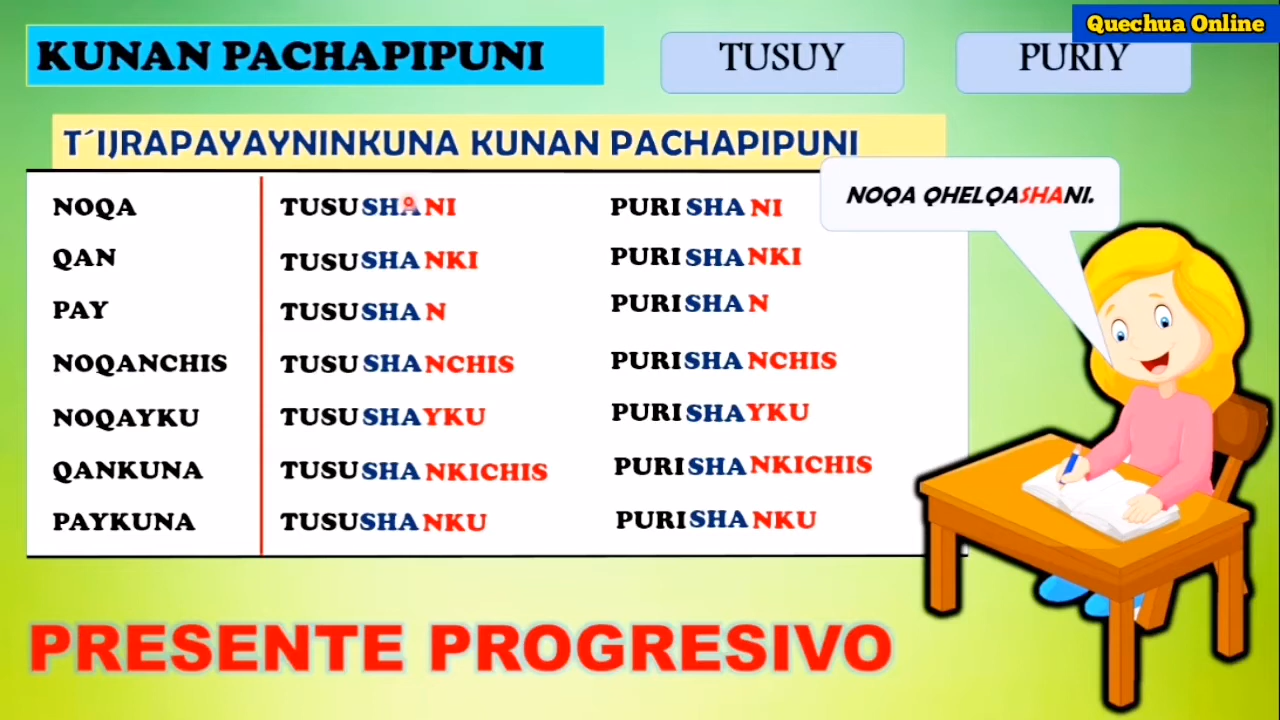 Quechua Online
KUNAN PACHAPIPUNI
TUSUY
PURIY
T´IJRAPAYAYNINKUNA KUNAN PACHAPIPUNI
NOQA QHELQASHANI.
NOQA TUSUSHANI PURISHANI
QAN TUSUSHANKI PURISHANKI
PAY TUSUSHAN PURISHAN
NOQANCHIS TUSUSHANCHIS PURISHANCHIS
NOQAYKU TUSUSHAYKU PURISHAYKU
QANKUNA TUSUSHANKICHIS PURISHANKICHIS
PAYKUNA TUSUSHANKU PURISHANKU
PRESENTE PROGRESIVO